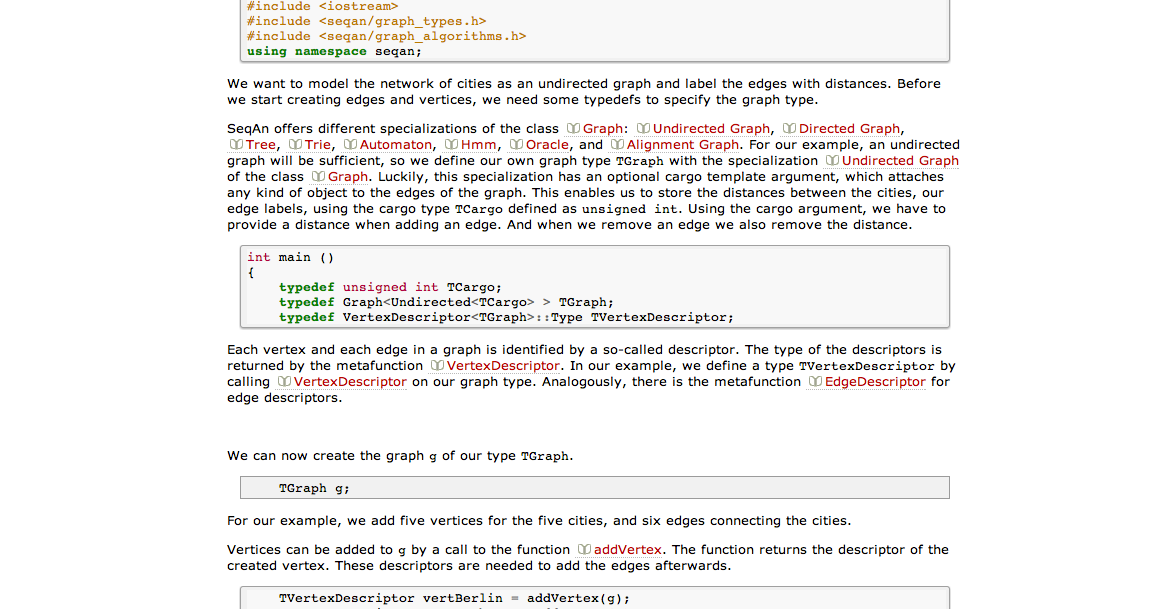 #include <iostream>
#include <seqan/graph_types.h>
#include <seqan/graph_algorithms.h>
using namespace seqan;
We want to model the network of cities as an undirected graph and label the edges with distances. Before
we start creating edges and vertices, we need some typedefs to specify the graph type.
SeqAn offers different specializations of the class Graph: Undirected Graph, Directed Graph,
Tree, Trie, Automaton, Hmm, Oracle, and Alignment Graph. For our example, an undirected
graph will be sufficient, so we define our own graph type TGraph with the specialization Undirected Graph
of the class Graph. Luckily, this specialization has an optional cargo template argument, which attaches
any kind of object to the edges of the graph. This enables us to store the distances between the cities, our
edge labels, using the cargo type TCargo defined as unsigned int. Using the cargo argument, we have to
provide a distance when adding an edge. And when we remove an edge we also remove the distance.
int main ()
{
    typedef unsigned int TCargo;
    typedef Graph<Undirected<TCargo> > TGraph;
    typedef VertexDescriptor<TGraph>::Type TVertexDescriptor;
Each vertex and each edge in a graph is identified by a so-called descriptor. The type of the descriptors is
returned by the metafunction VertexDescriptor. In our example, we define a type TVertexDescriptor by
calling VertexDescriptor on our graph type. Analogously, there is the metafunction EdgeDescriptor for
edge descriptors.
We can now create the graph g of our type TGraph.
    TGraph g;
For our example, we add five vertices for the five cities, and six edges connecting the cities.
Vertices can be added to g by a call to the function addVertex. The function returns the descriptor of the
created vertex. These descriptors are needed to add the edges afterwards.
    TVertexDescriptor vertBerlin = addVertex(g);